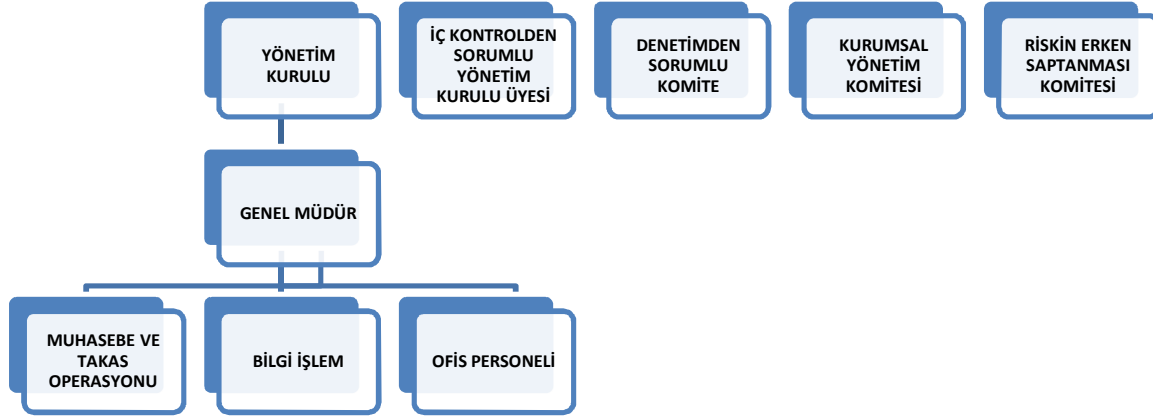 YÖNETİM
KURULU
İÇ KONTROLDEN
SORUMLU
YÖNETİM
KURULU ÜYESİ
DENETİMDEN
SORUMLU
KOMİTE
KURUMSAL
YÖNETİM
KOMİTESİ
RİSKİN ERKEN
SAPTANMASI
KOMİTESİ
GENEL MÜDÜR
MUHASEBE VE
TAKAS
OPERASYONU
BİLGİ İŞLEM
OFİS PERSONELİ